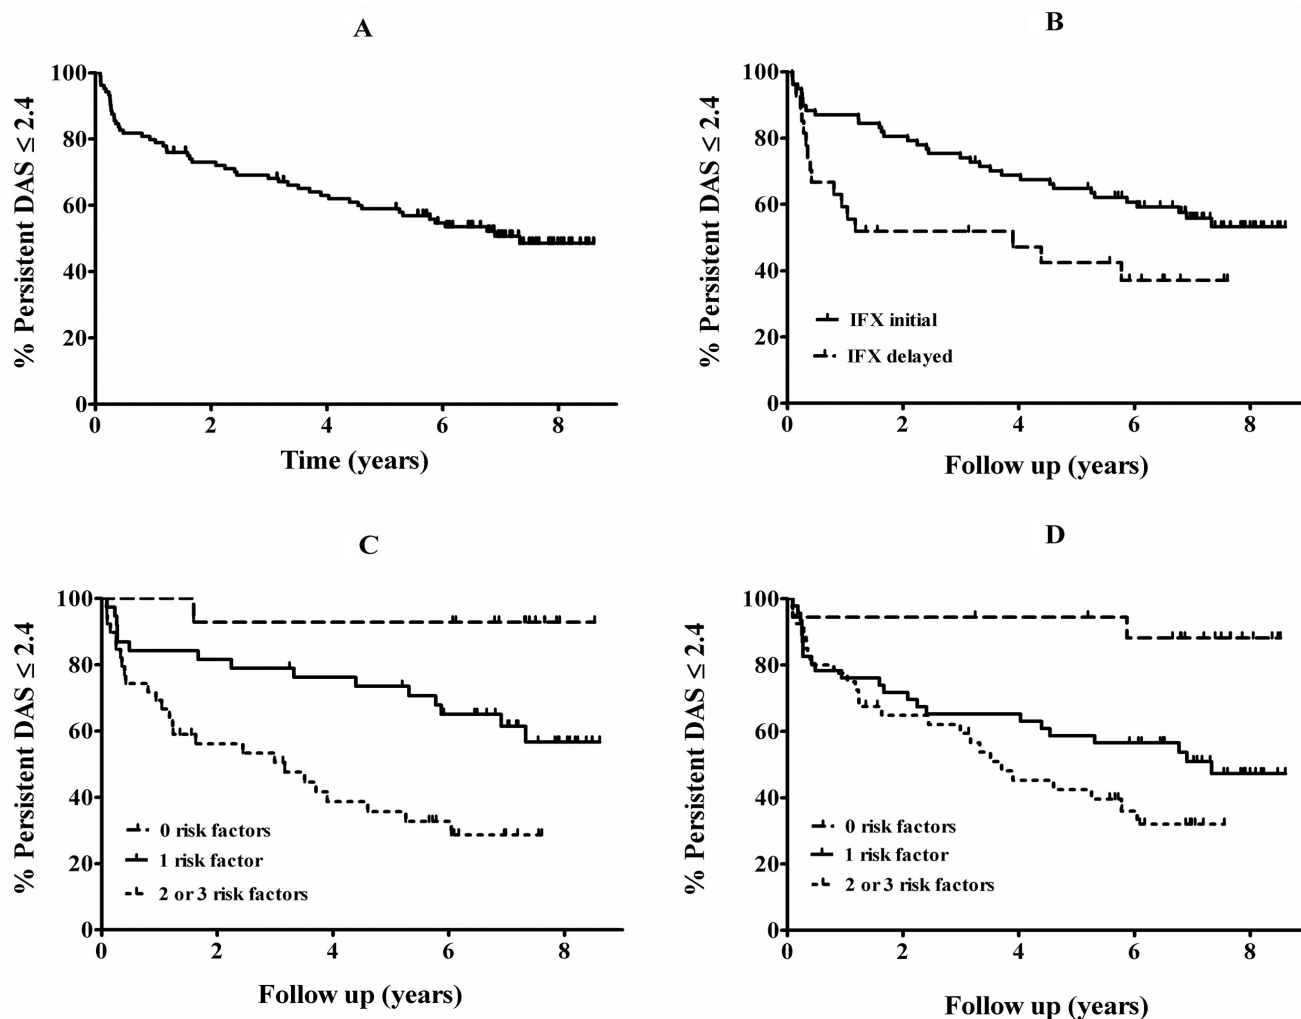 A
% Persistent DAS ≤ 2.4
100
80
60
40
20
0
0 2 4 6 8
Time (years)
B
% Persistent DAS ≤ 2.4
100
80
60
40
20
0
IFX initial
IFX delayed
0 2 4 6 8
Follow up (years)
C
% Persistent DAS ≤ 2.4
100
80
60
40
20
0
0 risk factors
1 risk factor
2 or 3 risk factors
0 2 4 6 8
Follow up (years)
D
% Persistent DAS ≤ 2.4
100
80
60
40
20
0
0 risk factors
1 risk factor
2 or 3 risk factors
0 2 4 6 8
Follow up (years)